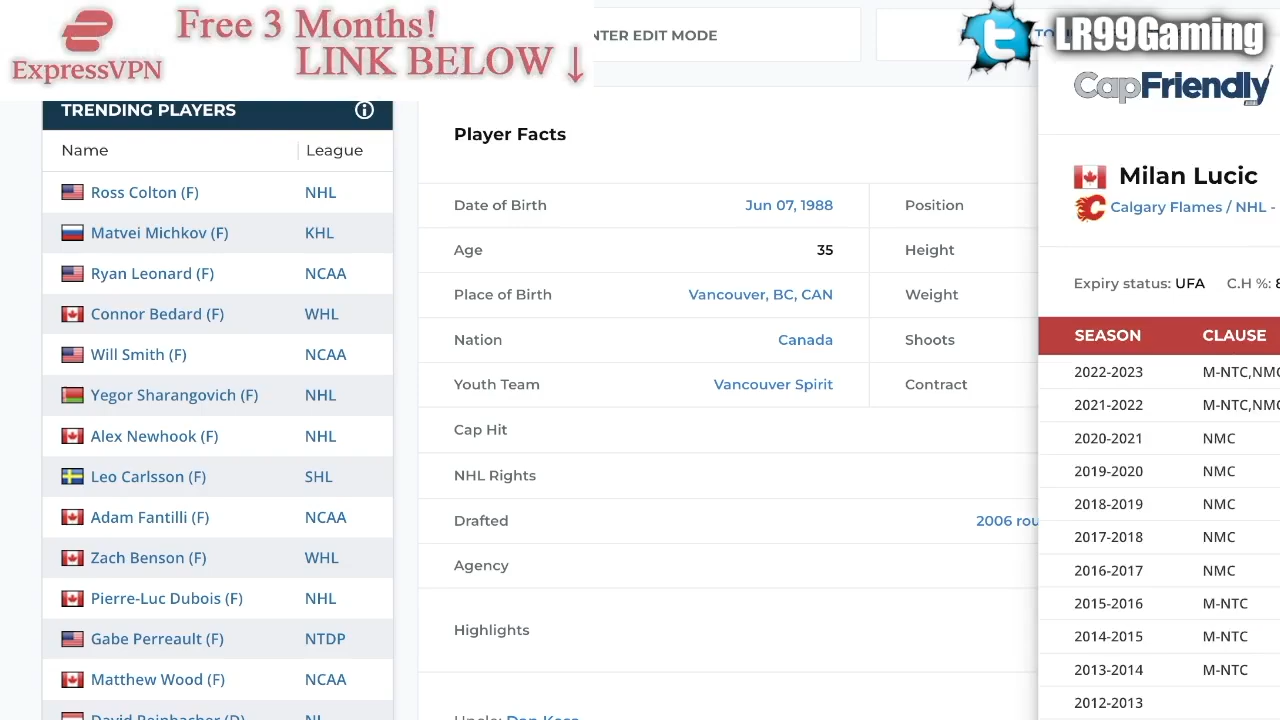 Free 3 Months!
LINK BELOW ↓
ExpressVPN
NTER EDIT MODE
LR99Gaming
CapFriendly
TRENDING PLAYERS
Name League
Ross Colton (F) NHL
Matvei Michkov (F) KHL
Ryan Leonard (F) NCAA
Connor Bedard (F) WHL
Will Smith (F) NCAA
Yegor Sharangovich (F) NHL
Alex Newhook (F) NHL
Leo Carlsson (F) SHL
Adam Fantilli (F) NCAA
Zach Benson (F) WHL
Pierre-Luc Dubois (F) NHL
Gabe Perreault (F) NTDP
Matthew Wood (F) NCAA
Player Facts
Date of Birth Jun 07, 1988 Position
Age 35 Height
Place of Birth Vancouver, BC, CAN Weight
Nation Canada Shoots
Youth Team Vancouver Spirit Contract
Cap Hit
NHL Rights
Drafted 2006 rou
Agency
Highlights
Milan Lucic
Calgary Flames / NHL -
Expiry status: UFA C.H %:
SEASON CLAUSE
2022-2023 M-NTC,NMC
2021-2022 M-NTC,NMC
2020-2021 NMC
2019-2020 NMC
2018-2019 NMC
2017-2018 NMC
2016-2017 NMC
2015-2016 M-NTC
2014-2015 M-NTC
2013-2014 M-NTC
2012-2013